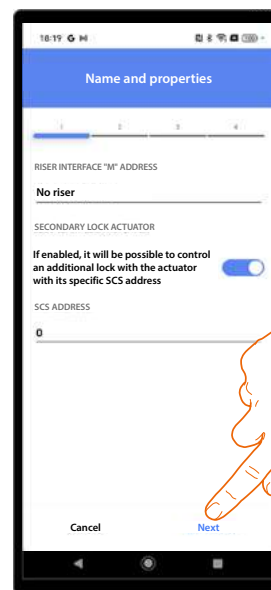 16:19 G M
Name and properties
1 2 3 4
RISER INTERFACE "M" ADDRESS
No riser
SECONDARY LOCK ACTUATOR
If enabled, it will be possible to control
an additional lock with the actuator
with its specific SCS address
SCS ADDRESS
0
Cancel Next